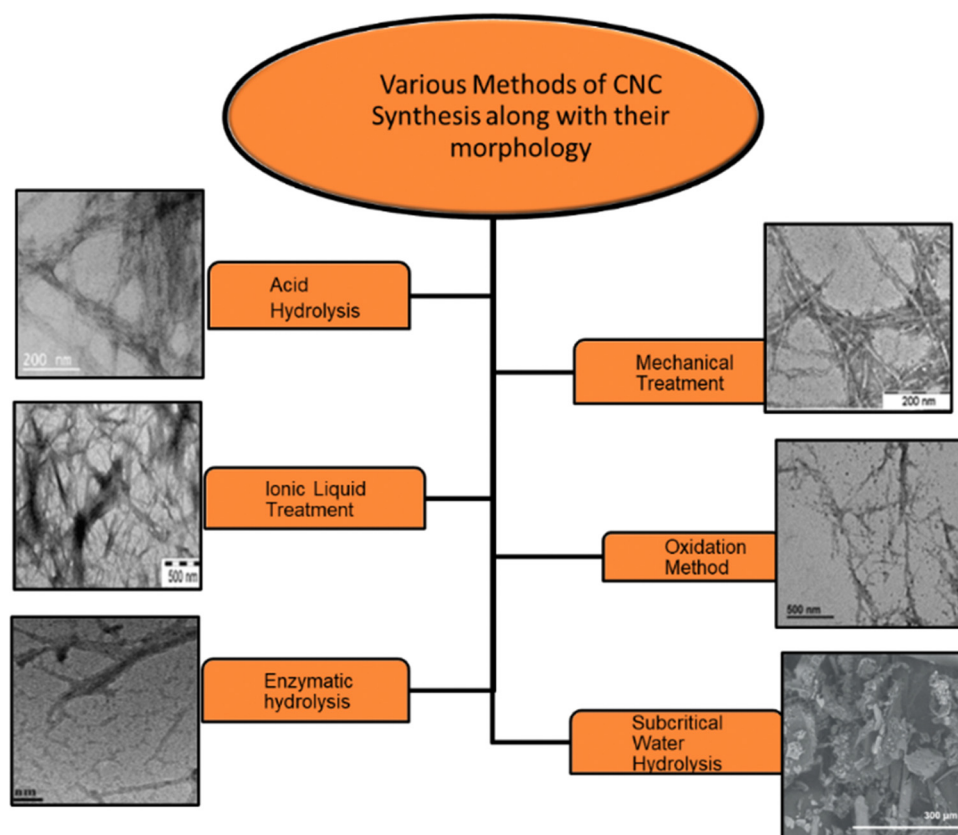 Various Methods of CNC
Synthesis along with their
morphology
Acid
Hydrolysis
200 nm
Mechanical
Treatment
200 nm
Ionic Liquid
Treatment
500 nm
Oxidation
Method
500 nm
Enzymatic
hydrolysis
nm
Subcritical
Water
Hydrolysis
300 µm